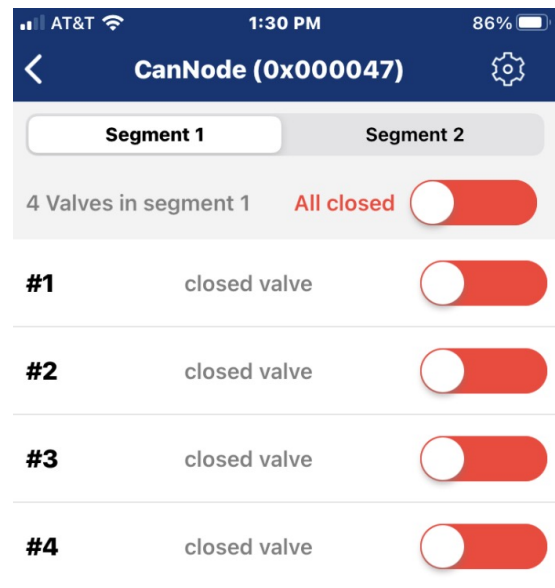 AT&T 1:30 PM 86%
CanNode (0x000047)
Segment 1 Segment 2
4 Valves in segment 1 All closed
#1 closed valve
#2 closed valve
#3 closed valve
#4 closed valve